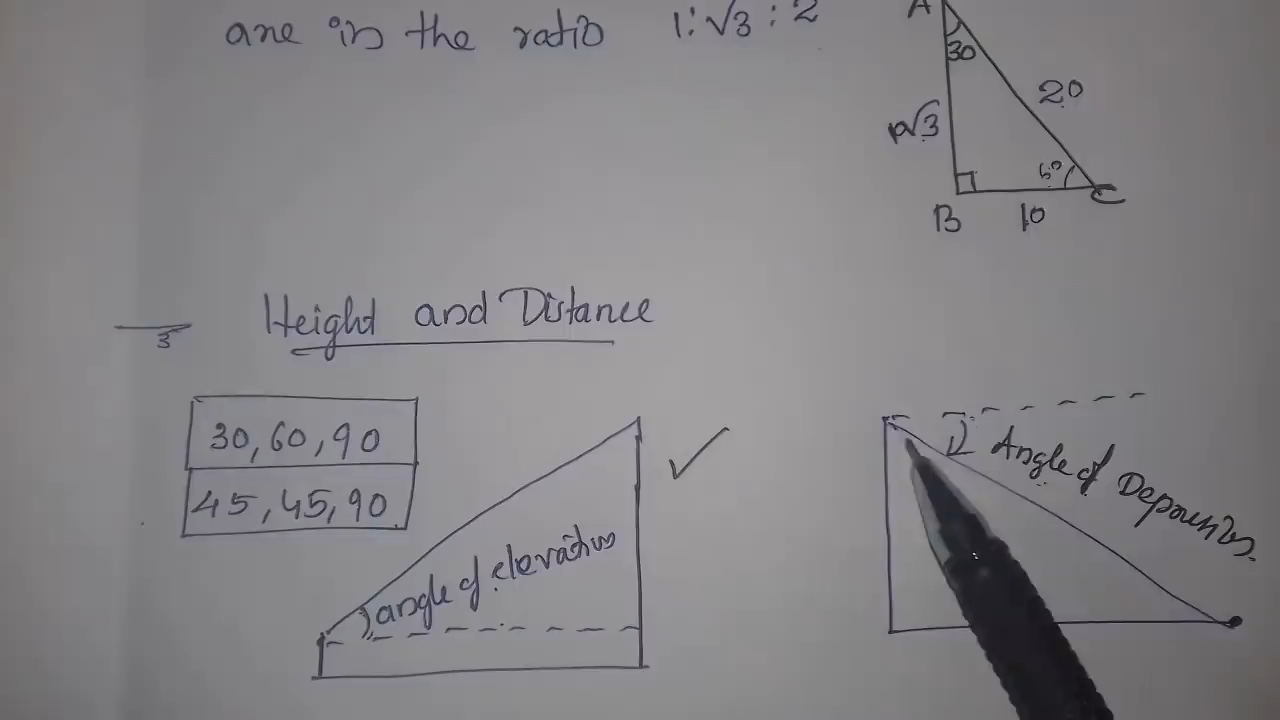 are in the ratio 1:√3 : 2
A
30
20
10√3
60
B
10
C
3
Height and Distance
30, 60, 90
45, 45, 90
angle of elevation
Angle of Depression